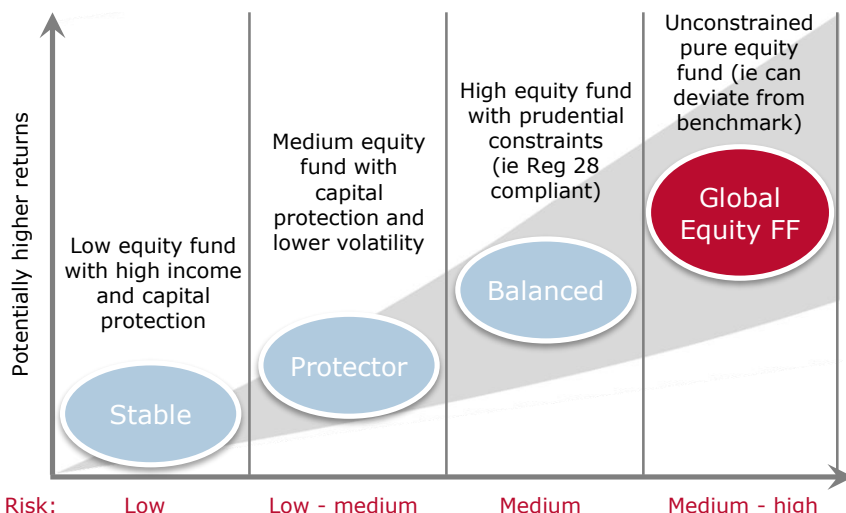 Potentially higher returns
Low equity fund
with high income
and capital
protection
Stable
Medium equity
fund with
capital
protection and
lower volatility
Protector
High equity fund
with prudential
constraints
(ie Reg 28
compliant)
Balanced
Unconstrained
pure equity
fund (ie can
deviate from
benchmark)
Global
Equity FF
Risk: Low Low - medium Medium Medium - high